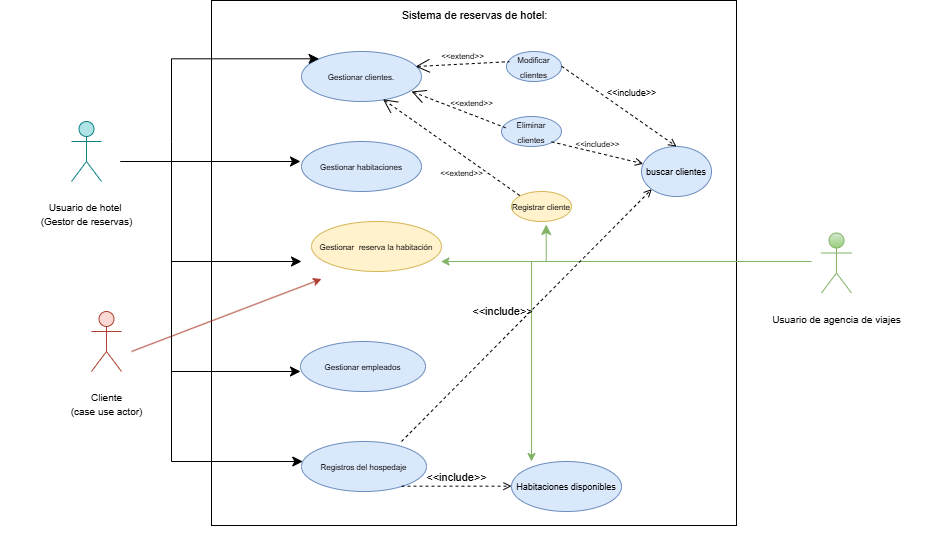 Sistema de reservas de hotel:
<<extend>>
Modificar
clientes
Gestionar clientes.
<<include>>
<<extend>>
Eliminar
clientes
<<include>>
Gestionar habitaciones
<<extend>>
buscar clientes
Usuario de hotel
(Gestor de reservas)
Registrar cliente
Gestionar  reserva la habitación
<<include>>
Usuario de agencia de viajes
Gestionar empleados
Cliente
(case use actor)
Registros del hospedaje
<<include>>
Habitaciones disponibles